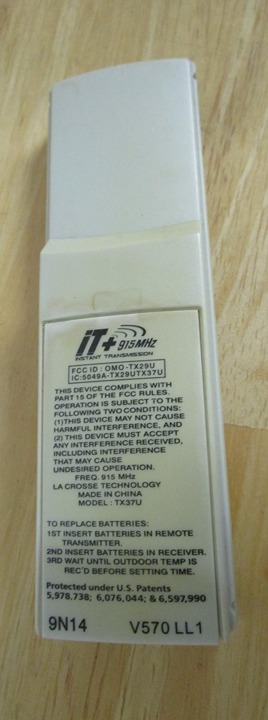 iT+ 915MHz
INSTANT TRANSMISSION
FCC ID : OMO-TX29U
IC:5049A-TX29UTX37U
THIS DEVICE COMPLIES WITH
PART 15 OF THE FCC RULES.
OPERATION IS SUBJECT TO THE
FOLLOWING TWO CONDITIONS:
(1)THIS DEVICE MAY NOT CAUSE
HARMFUL INTERFERENCE, AND
(2) THIS DEVICE MUST ACCEPT
ANY INTERFERENCE RECEIVED,
INCLUDING INTERFERENCE
THAT MAY CAUSE
UNDESIRED OPERATION.
FREQ. 915 MHz
LA CROSSE TECHNOLOGY
MADE IN CHINA
MODEL : TX37U
TO REPLACE BATTERIES:
1ST INSERT BATTERIES IN REMOTE
TRANSMITTER.
2ND INSERT BATTERIES IN RECEIVER.
3RD WAIT UNTIL OUTDOOR TEMP IS
REC'D BEFORE SETTING TIME.
Protected under U.S. Patents
5,978,738; 6,076,044; & 6,597,990
9N14 V570 LL1